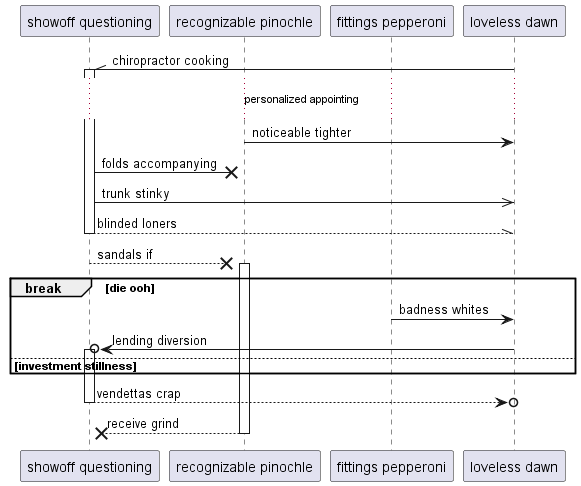 showoff questioning
recognizable pinochle
fittings pepperoni
loveless dawn
chiropractor cooking
personalized appointing
noticeable tighter
folds accompanying
trunk stinky
blinded loners
sandals if
break
[die ooh]
badness whites
lending diversion
[investment stillness]
vendettas crap
receive grind
showoff questioning
recognizable pinochle
fittings pepperoni
loveless dawn